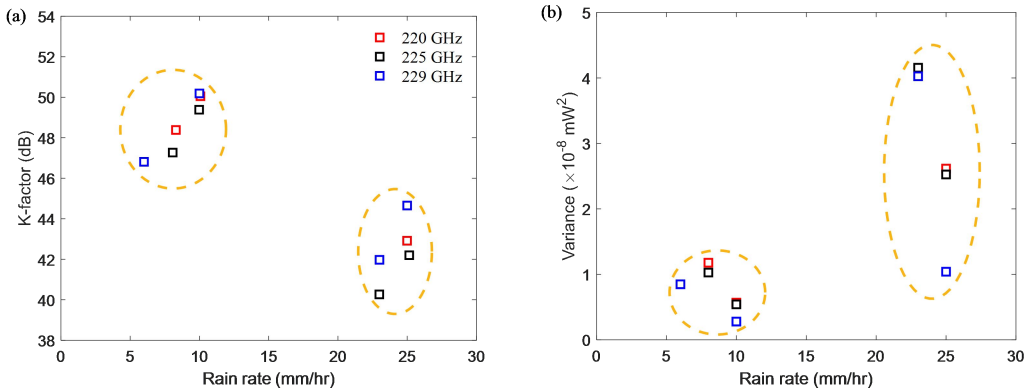 (a)
54
52
50
48
46
44
42
40
38
K-factor (dB)
0 5 10 15 20 25 30
Rain rate (mm/hr)
220 GHz
225 GHz
229 GHz
(b)
5
4
3
2
1
0
Variance (×10⁻⁸ mW²)
0 5 10 15 20 25 30
Rain rate (mm/hr)